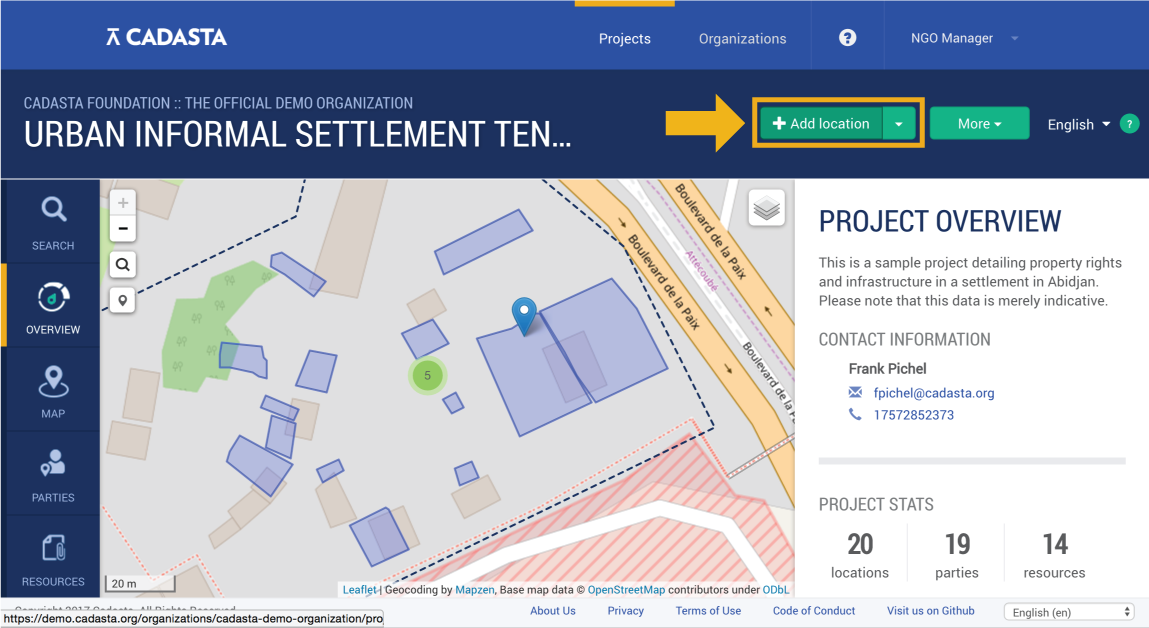 CADASTA
Projects
Organizations
?
NGO Manager
CADASTA FOUNDATION :: THE OFFICIAL DEMO ORGANIZATION
URBAN INFORMAL SETTLEMENT TEN...
+ Add location
More
English
?
SEARCH
OVERVIEW
MAP
PARTIES
RESOURCES
+
-
Boulevard de la Paix
Boulevard de la Paix
Attécoubé
Boulevard de la P
5
20 m
Leaflet | Geocoding by Mapzen, Base map data © OpenStreetMap contributors under ODbL
PROJECT OVERVIEW
This is a sample project detailing property rights
and infrastructure in a settlement in Abidjan.
Please note that this data is merely indicative.
CONTACT INFORMATION
Frank Pichel
fpichel@cadasta.org
17572852373
PROJECT STATS
20
locations
19
parties
14
resources
Copyright 2017 Cadasta. All Rights Reserved
https://demo.cadasta.org/organizations/cadasta-demo-organization/pro
About Us
Privacy
Terms of Use
Code of Conduct
Visit us on Github
English (en)